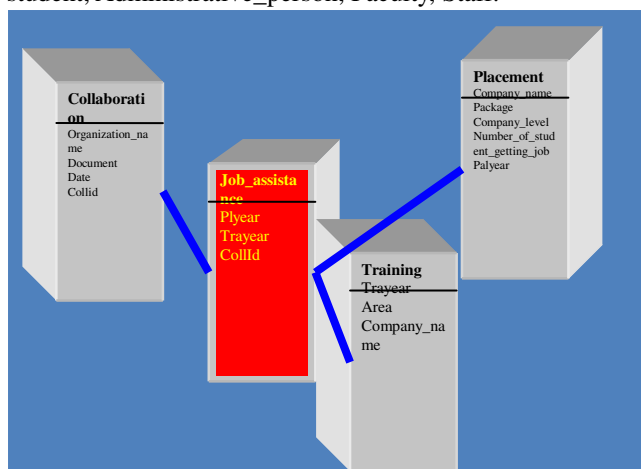 student, Administrative_person, Faculty, Staff.
Collaborati
on
Organization_na
me
Document
Date
Collid
Job_assista
nce
Plyear
Trayear
CollId
Training
Trayear
Area
Company_na
me
Placement
Company_name
Package
Company_level
Number_of_stud
ent_getting_job
Palyear